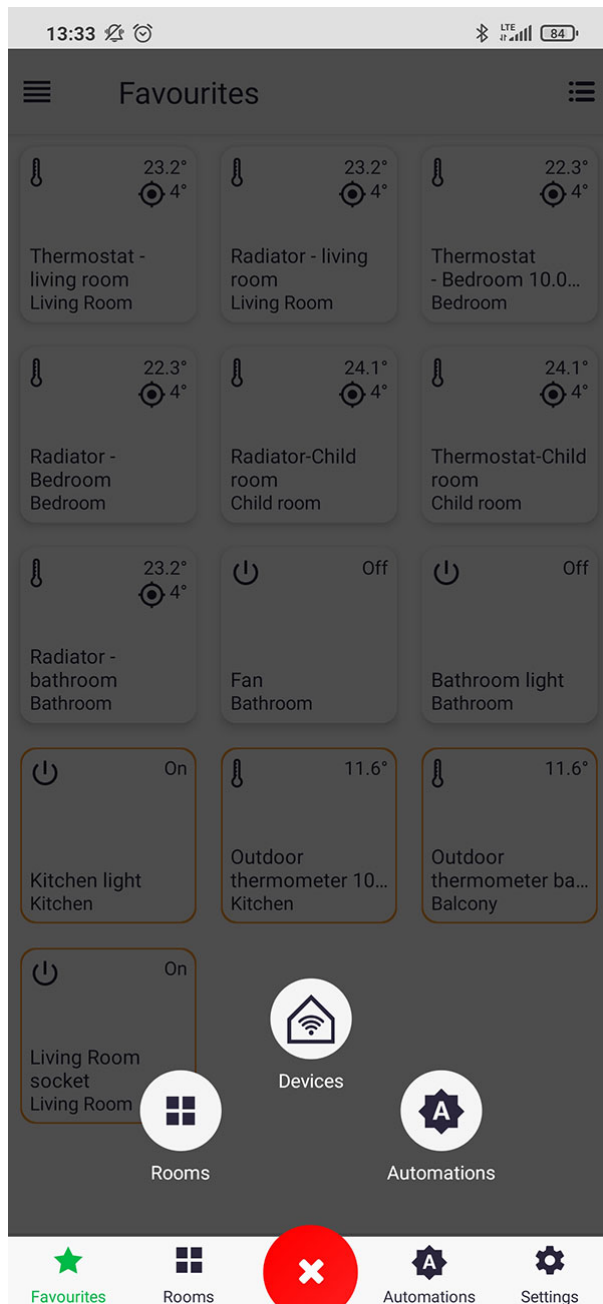 13:33 LTE 84
Favourites
23.2° 23.2° 22.3°
4° 4° 4°
Thermostat - Radiator - living Thermostat
living room room - Bedroom 10.0...
Living Room Living Room Bedroom
22.3° 24.1° 24.1°
4° 4° 4°
Radiator - Radiator-Child Thermostat-Child
Bedroom room room
Bedroom Child room Child room
23.2° Off Off
4°
Radiator -
bathroom Fan Bathroom light
Bathroom Bathroom Bathroom
On 11.6° 11.6°
Outdoor Outdoor
Kitchen light thermometer 10... thermometer ba...
Kitchen Kitchen Balcony
On
Living Room
socket
Living Room
Devices
A
Rooms Automations
A
Favourites Rooms Automations Settings